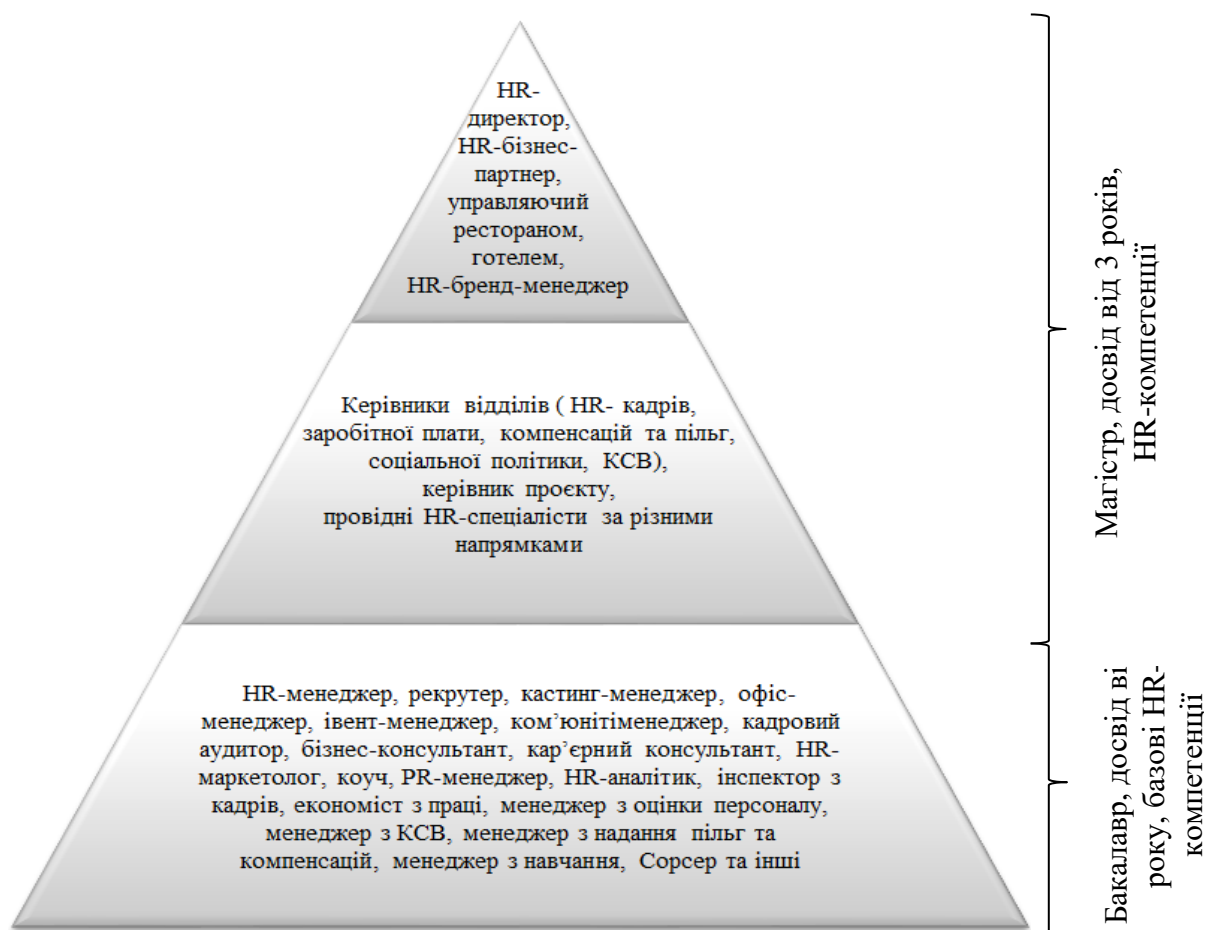 HR-
директор,
HR-бізнес-
партнер,
управляючий
рестораном,
готелем,
HR-бренд-менеджер
Керівники відділів ( HR- кадрів,
заробітної плати, компенсацій та пільг,
соціальної політики, КСВ),
керівник проєкту,
провідні HR-спеціалісти за різними
напрямками
HR-менеджер, рекрутер, кастинг-менеджер, офіс-
менеджер, івент-менеджер, ком’юнітіменеджер, кадровий
аудитор, бізнес-консультант, кар’єрний консультант, HR-
маркетолог, коуч, PR-менеджер, HR-аналітик, інспектор з
кадрів, економіст з праці, менеджер з оцінки персоналу,
менеджер з КСВ, менеджер з надання пільг та
компенсацій, менеджер з навчання, Сорсер та інші
Магістр, досвід від 3 років,
HR-компетенції
Бакалавр, досвід ві
року, базові HR-
компетенції